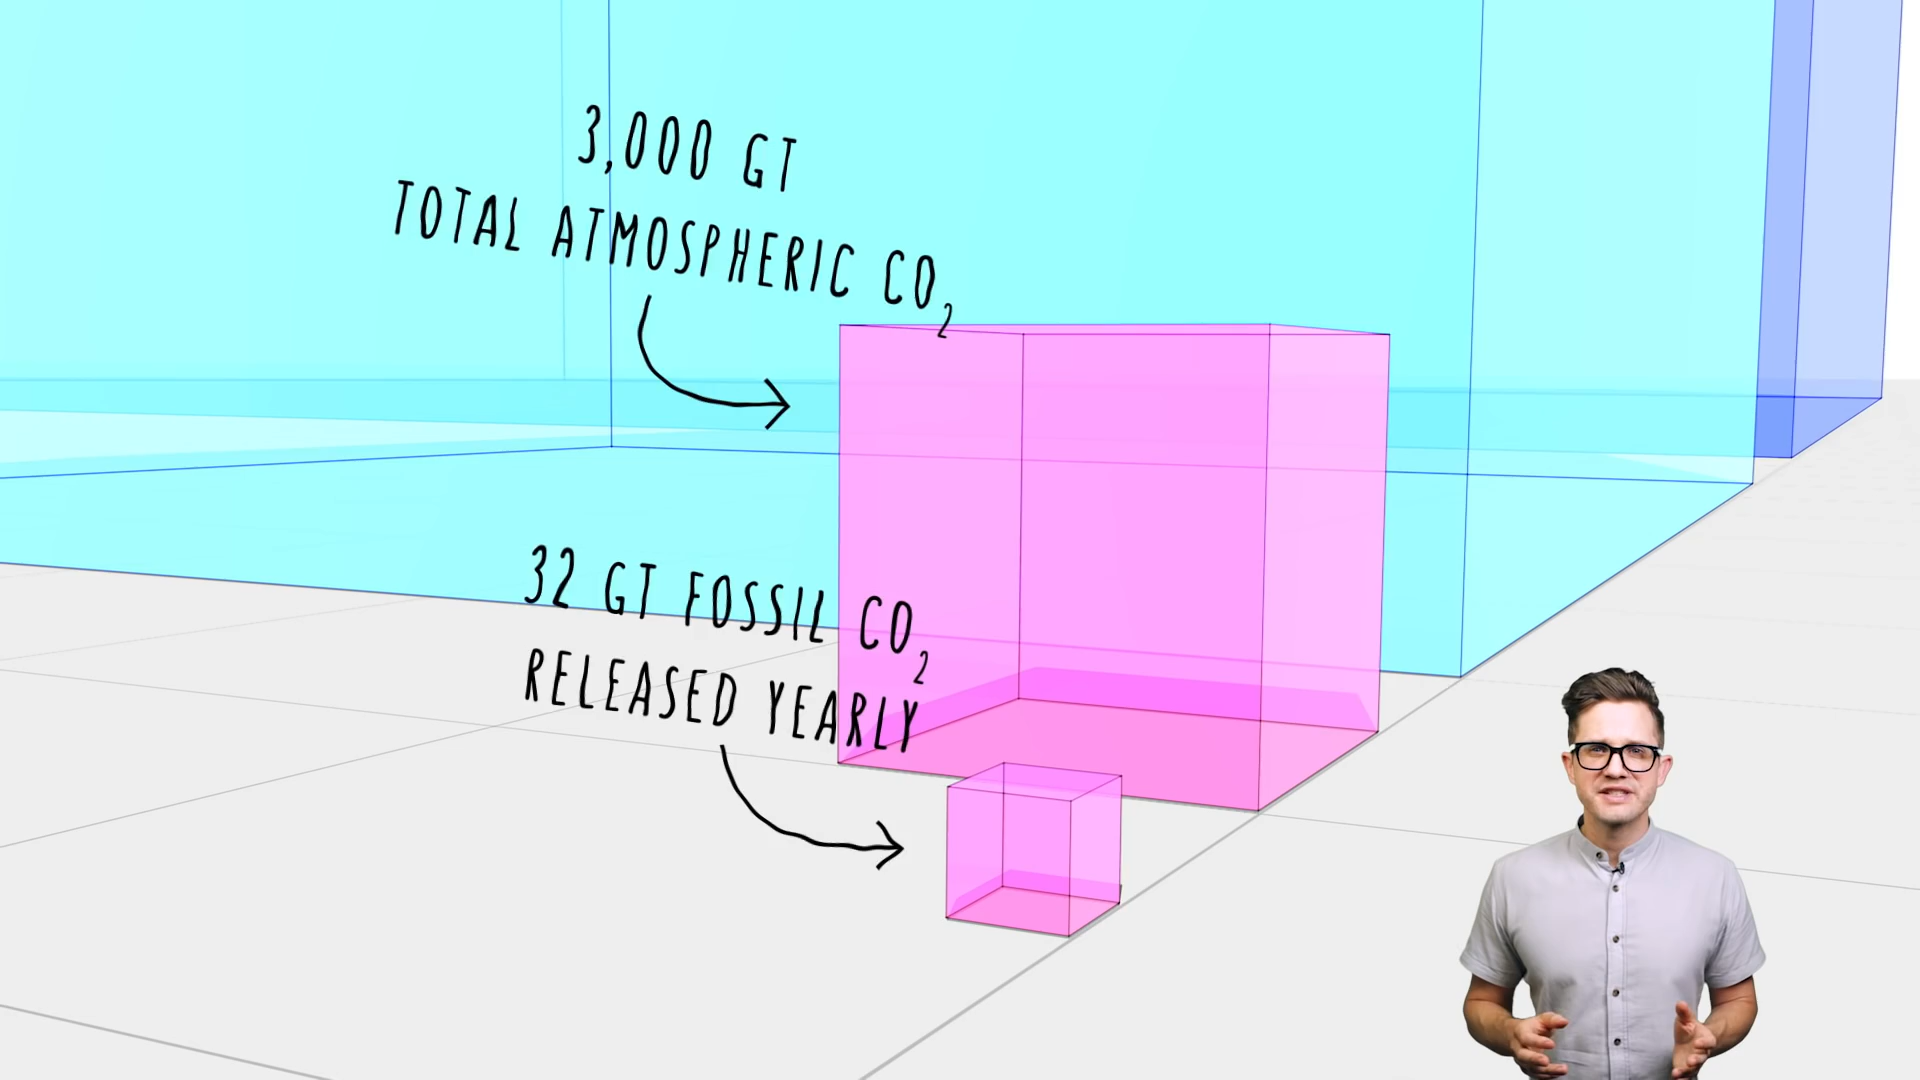 3,000 GT
TOTAL ATMOSPHERIC CO₂
32 GT FOSSIL CO₂
RELEASED YEARLY